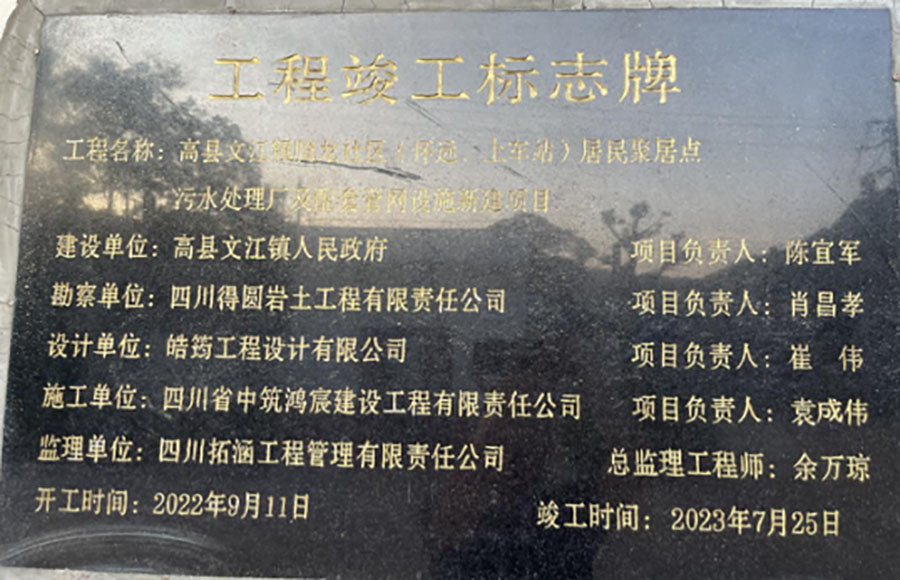 工程竣工标志牌
工程名称：高县文江镇隆龙社区（怀远、上车站）居民聚居点
污水处理厂及配套管网设施新建项目
建设单位：高县文江镇人民政府 项目负责人：陈宜军
勘察单位：四川得圆岩土工程有限责任公司 项目负责人：肖昌孝
设计单位：皓筠工程设计有限公司 项目负责人：崔 伟
施工单位：四川省中筑鸿宸建设工程有限责任公司 项目负责人：袁成伟
监理单位：四川拓涵工程管理有限责任公司 总监理工程师：余万琼
开工时间：2022年9月11日 竣工时间：2023年7月25日